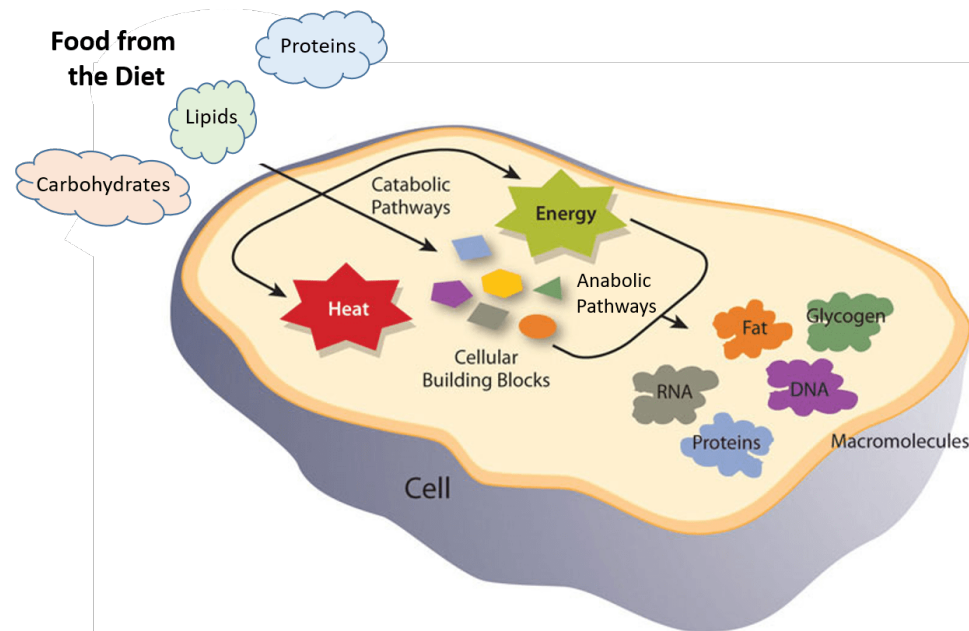 Food from
the Diet
Proteins
Lipids
Carbohydrates
Catabolic
Pathways
Energy
Heat
Anabolic
Pathways
Cellular
Building Blocks
Fat
Glycogen
RNA
DNA
Proteins
Macromolecules
Cell